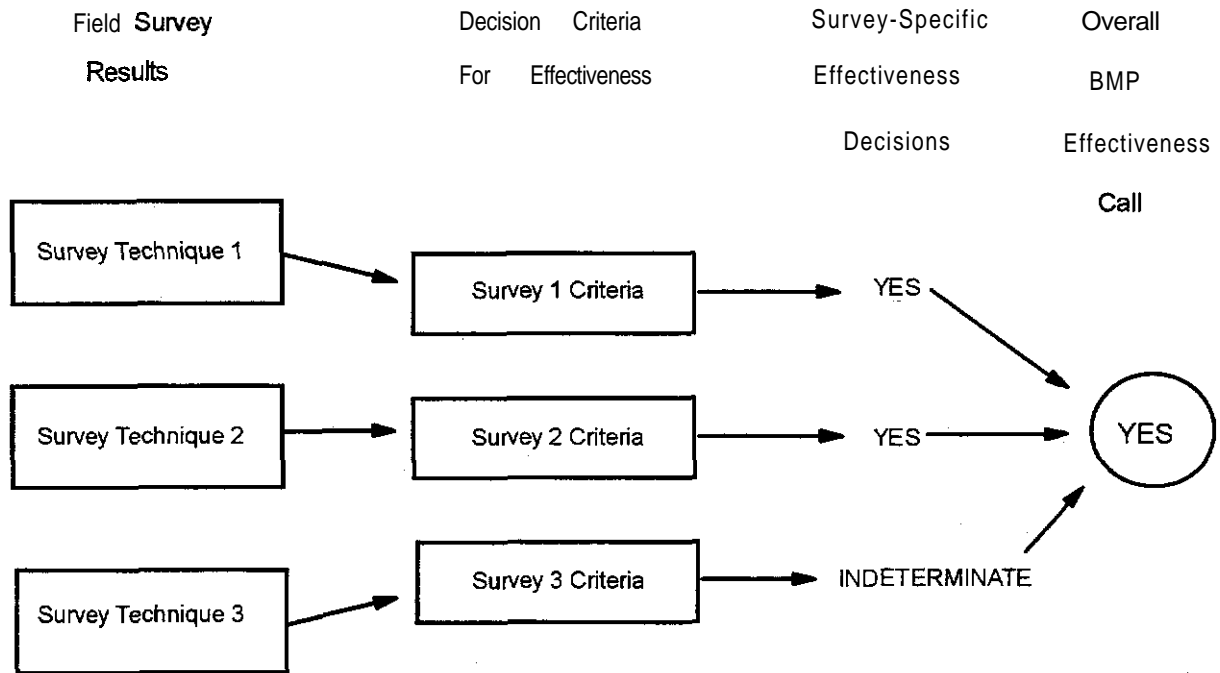 Field Survey
Results
Decision Criteria
For Effectiveness
Survey-Specific
Effectiveness
Decisions
Overall
BMP
Effectiveness
Call
Survey Technique 1
Survey 1 Criteria
YES
Survey Technique 2
Survey 2 Criteria
YES
YES
Survey Technique 3
Survey 3 Criteria
INDETERMINATE